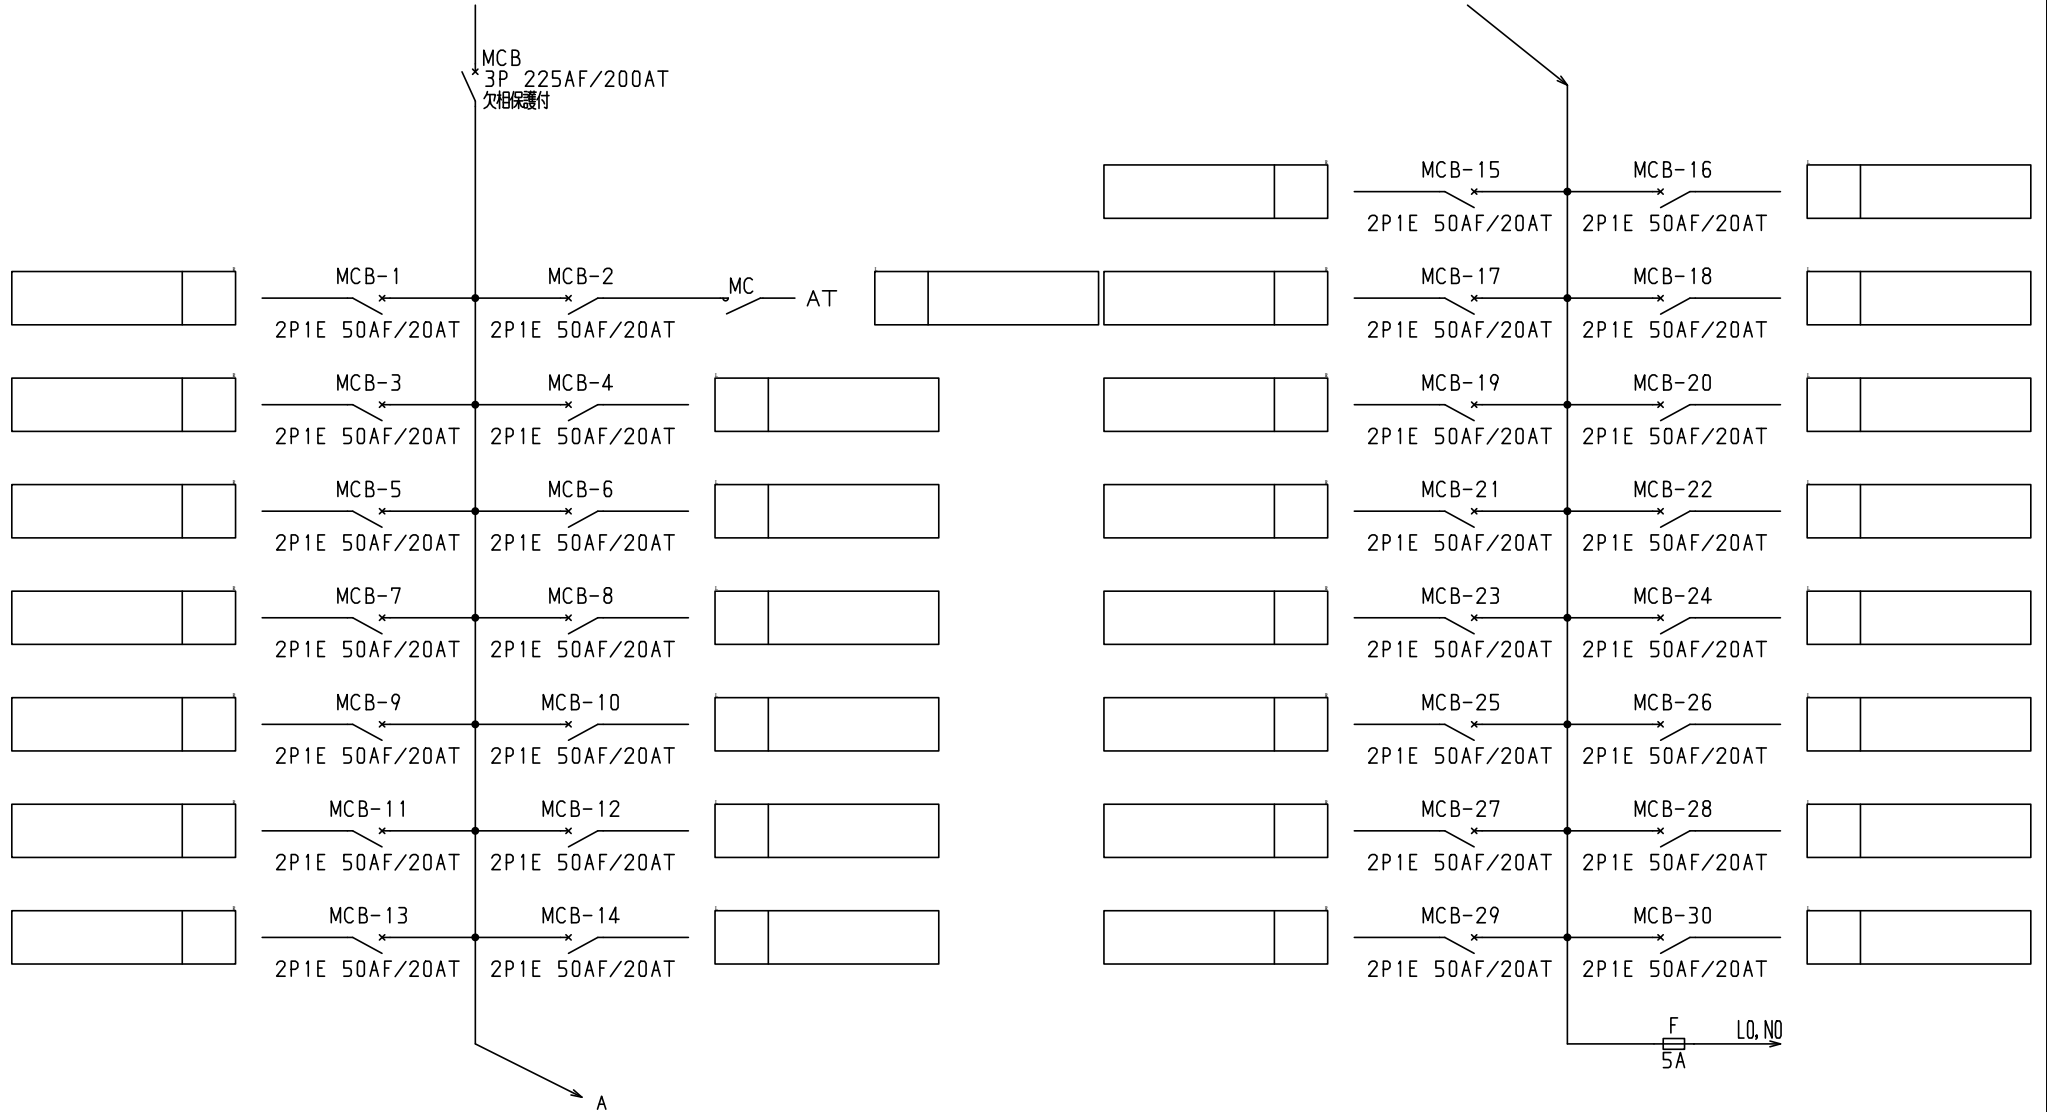 MCB
3P 225AF/200AT
欠相保護付
MCB-1 MCB-2 MC AT
2P1E 50AF/20AT 2P1E 50AF/20AT
MCB-3 MCB-4
2P1E 50AF/20AT 2P1E 50AF/20AT
MCB-5 MCB-6
2P1E 50AF/20AT 2P1E 50AF/20AT
MCB-7 MCB-8
2P1E 50AF/20AT 2P1E 50AF/20AT
MCB-9 MCB-10
2P1E 50AF/20AT 2P1E 50AF/20AT
MCB-11 MCB-12
2P1E 50AF/20AT 2P1E 50AF/20AT
MCB-13 MCB-14
2P1E 50AF/20AT 2P1E 50AF/20AT
A
MCB-15 MCB-16
2P1E 50AF/20AT 2P1E 50AF/20AT
MCB-17 MCB-18
2P1E 50AF/20AT 2P1E 50AF/20AT
MCB-19 MCB-20
2P1E 50AF/20AT 2P1E 50AF/20AT
MCB-21 MCB-22
2P1E 50AF/20AT 2P1E 50AF/20AT
MCB-23 MCB-24
2P1E 50AF/20AT 2P1E 50AF/20AT
MCB-25 MCB-26
2P1E 50AF/20AT 2P1E 50AF/20AT
MCB-27 MCB-28
2P1E 50AF/20AT 2P1E 50AF/20AT
MCB-29 MCB-30
2P1E 50AF/20AT 2P1E 50AF/20AT
F L0,N0
5A